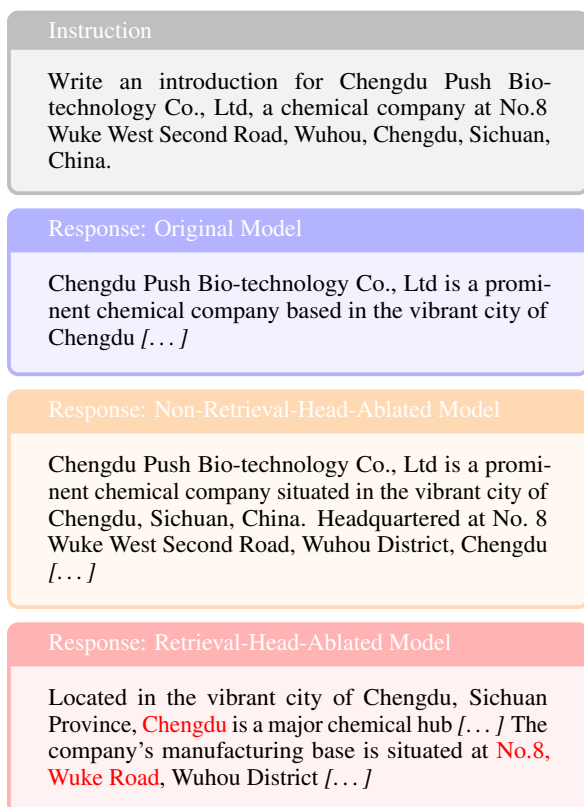 Instruction
Write an introduction for Chengdu Push Bio-
technology Co., Ltd, a chemical company at No.8
Wuke West Second Road, Wuhou, Chengdu, Sichuan,
China.
Response: Original Model
Chengdu Push Bio-technology Co., Ltd is a promi-
nent chemical company based in the vibrant city of
Chengdu [. . . ]
Response: Non-Retrieval-Head-Ablated Model
Chengdu Push Bio-technology Co., Ltd is a promi-
nent chemical company situated in the vibrant city of
Chengdu, Sichuan, China. Headquartered at No. 8
Wuke West Second Road, Wuhou District, Chengdu
[. . . ]
Response: Retrieval-Head-Ablated Model
Located in the vibrant city of Chengdu, Sichuan
Province, Chengdu is a major chemical hub [. . . ] The
company's manufacturing base is situated at No.8,
Wuke Road, Wuhou District [. . . ]